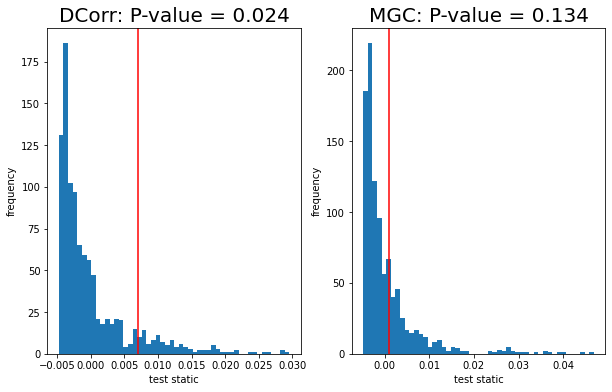 DCorr: P-value = 0.024
175
150
125
100
75
50
25
0
frequency
−0.005 0.000 0.005 0.010 0.015 0.020 0.025 0.030
test static
MGC: P-value = 0.134
200
150
100
50
0
frequency
0.00 0.01 0.02 0.03 0.04
test static